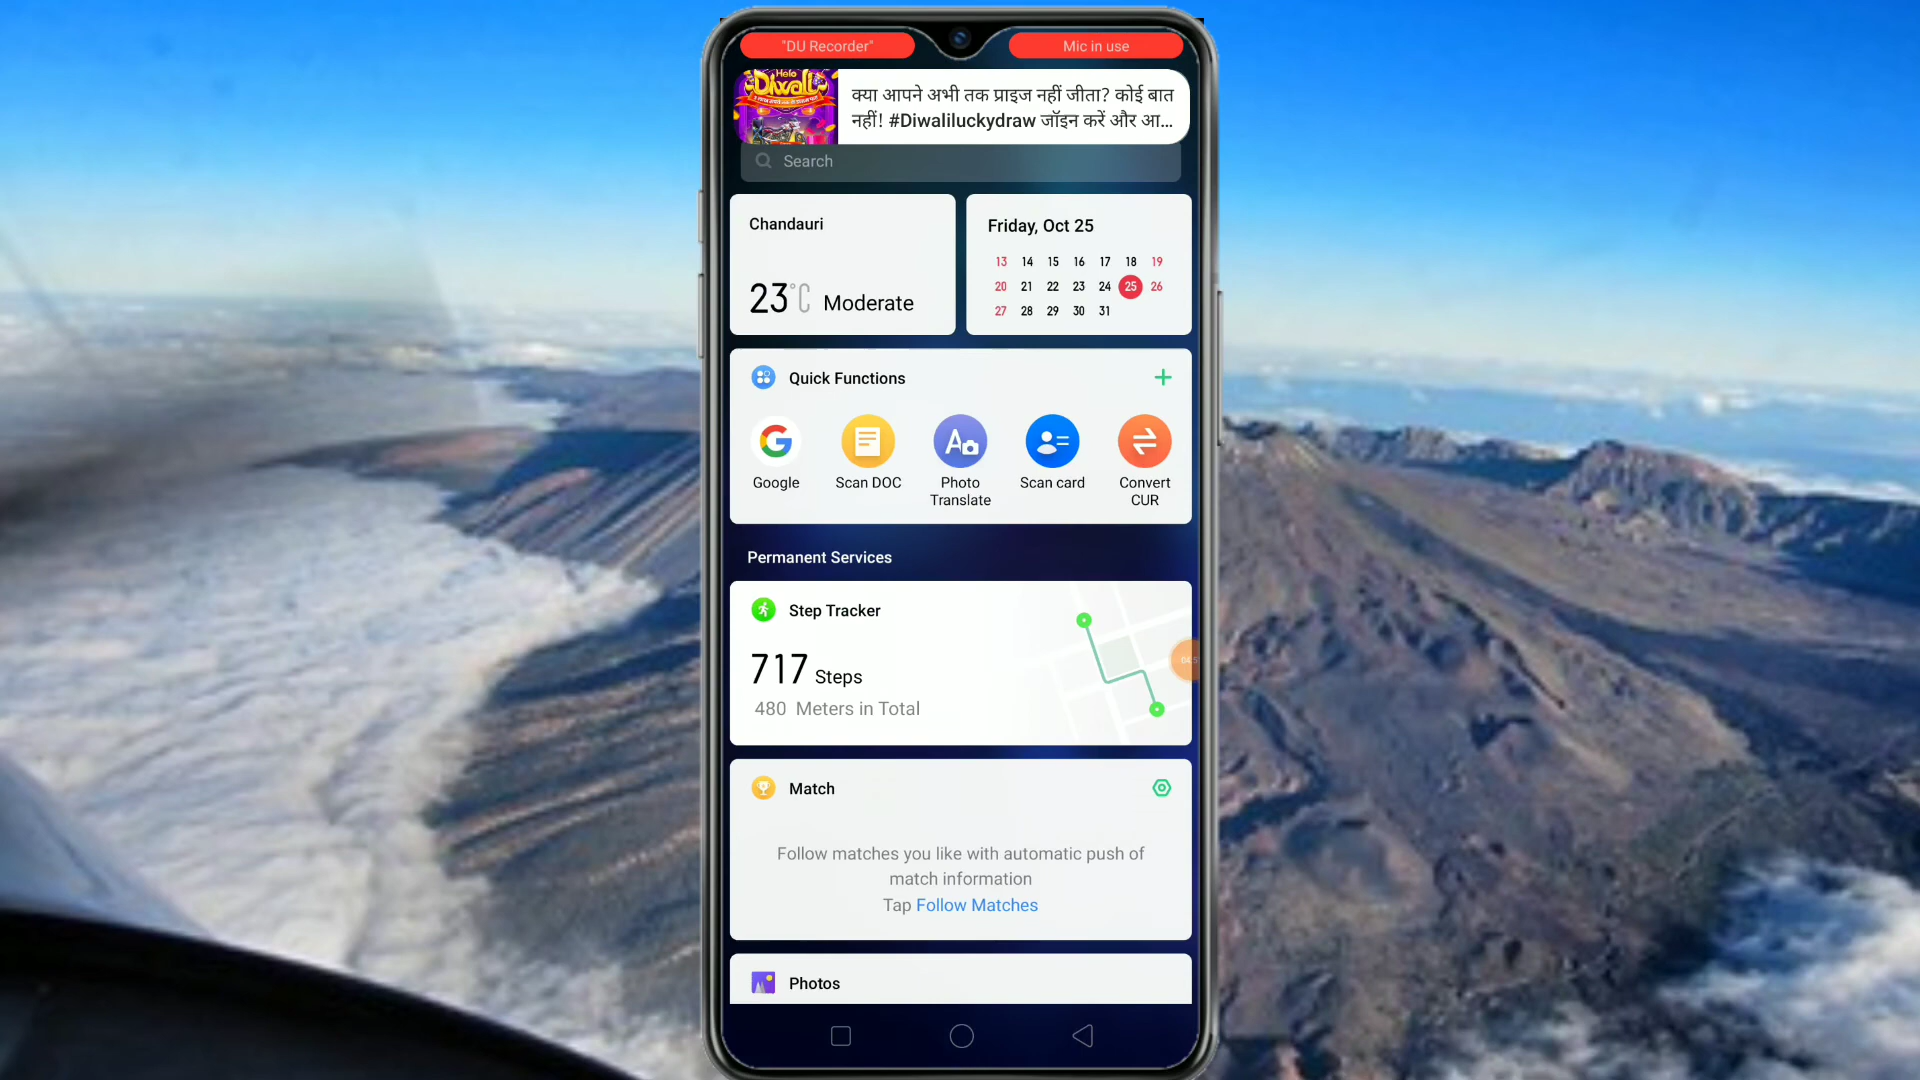 "DU Recorder"
Mic in use
Helo
Diwali
क्या आपने अभी तक प्राइज नहीं जीता? कोई बात
नहीं! #Diwaliluckydraw जॉइन करें और आ...
Search
Chandauri
23°C Moderate
Friday, Oct 25
13 14 15 16 17 18 19
20 21 22 23 24 25 26
27 28 29 30 31
Quick Functions
Google
Scan DOC
Photo
Translate
Scan card
Convert
CUR
Permanent Services
Step Tracker
717 Steps
480 Meters in Total
Match
Follow matches you like with automatic push of
match information
Tap Follow Matches
Photos